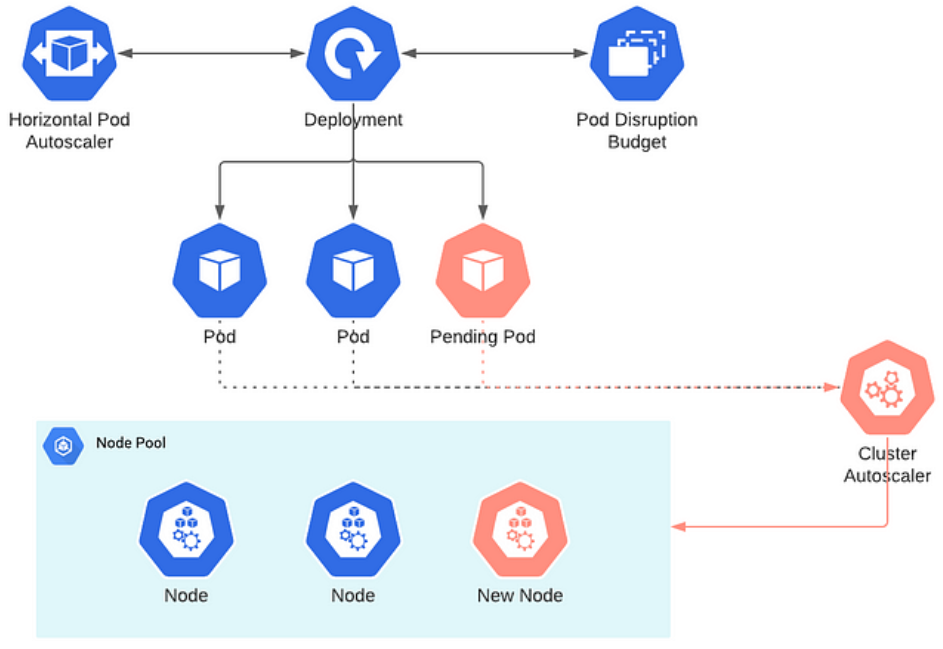 Horizontal Pod
Autoscaler
Deployment
Pod Disruption
Budget
Pod
Pod
Pending Pod
Cluster
Autoscaler
Node Pool
Node
Node
New Node